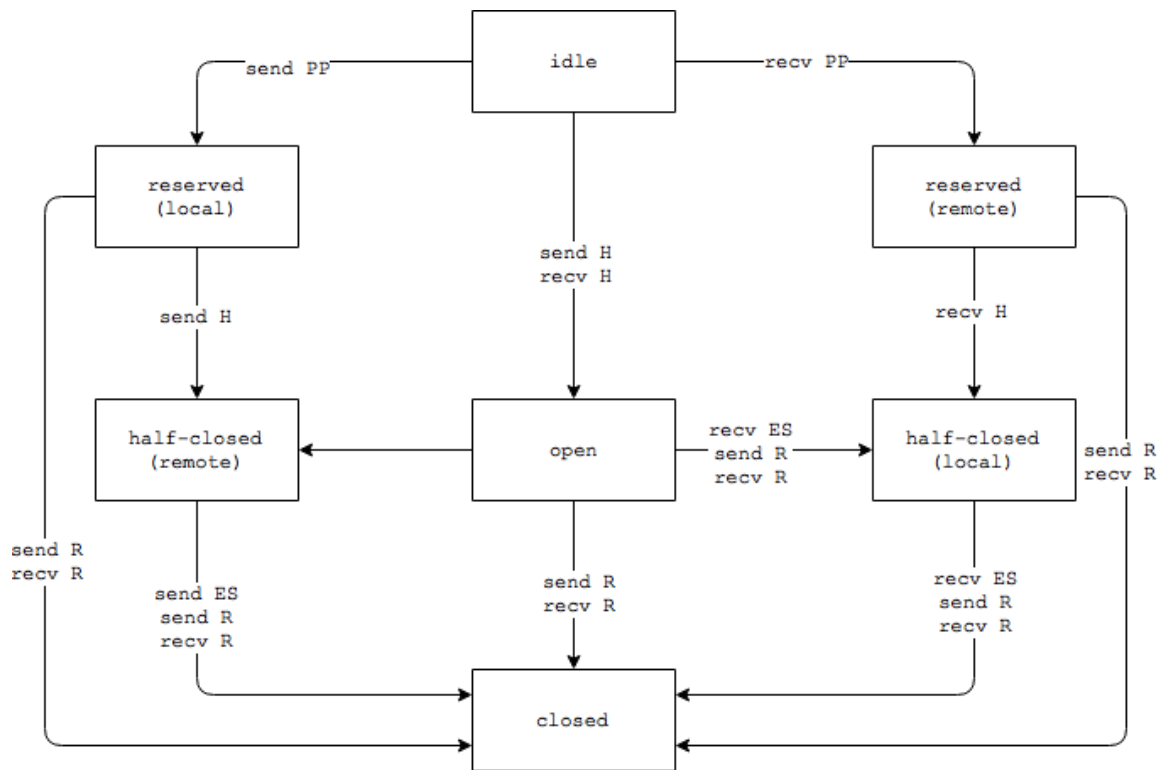 idle
send PP
recv PP
reserved
(local)
reserved
(remote)
send H
recv H
send H
recv H
half-closed
(remote)
open
recv ES
send R
recv R
half-closed
(local)
send R
recv R
send R
recv R
send ES
send R
recv R
send R
recv R
recv ES
send R
recv R
closed